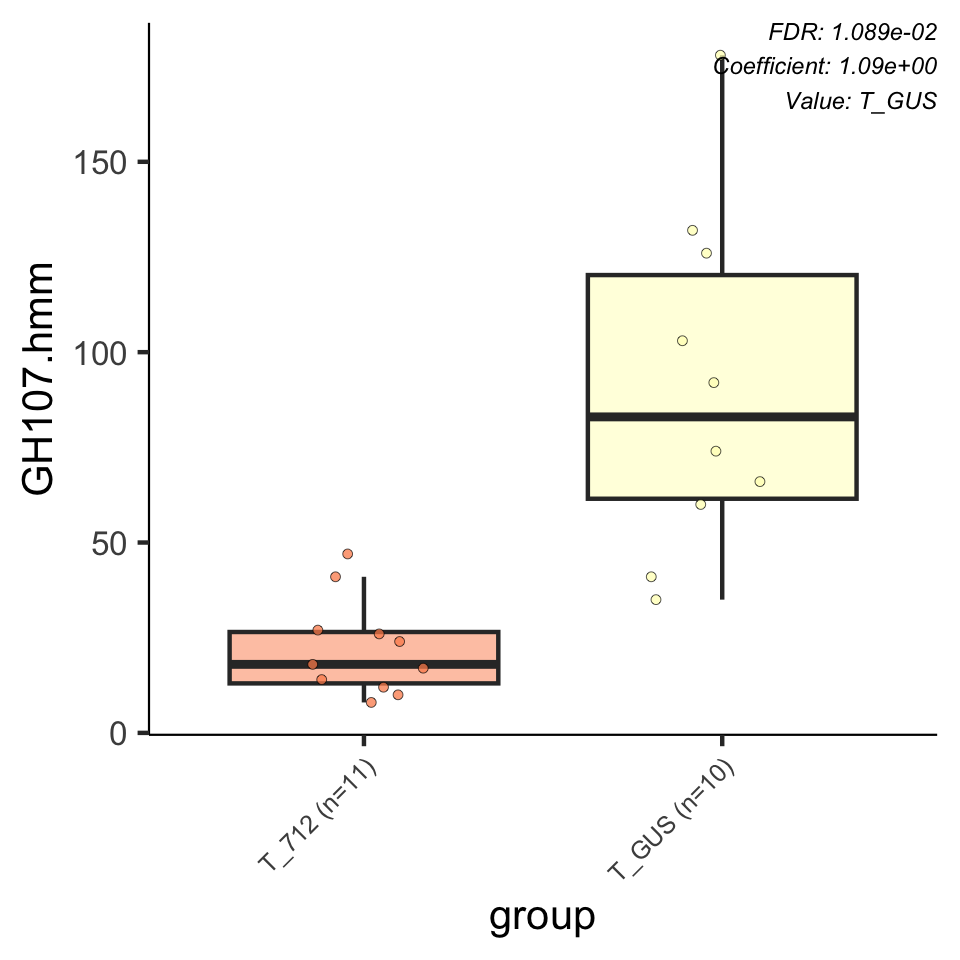 FDR: 1.089e-02
Coefficient: 1.09e+00
Value: T_GUS
GH107.hmm
150
100
50
0
T_712 (n=11)
T_GUS (n=10)
group